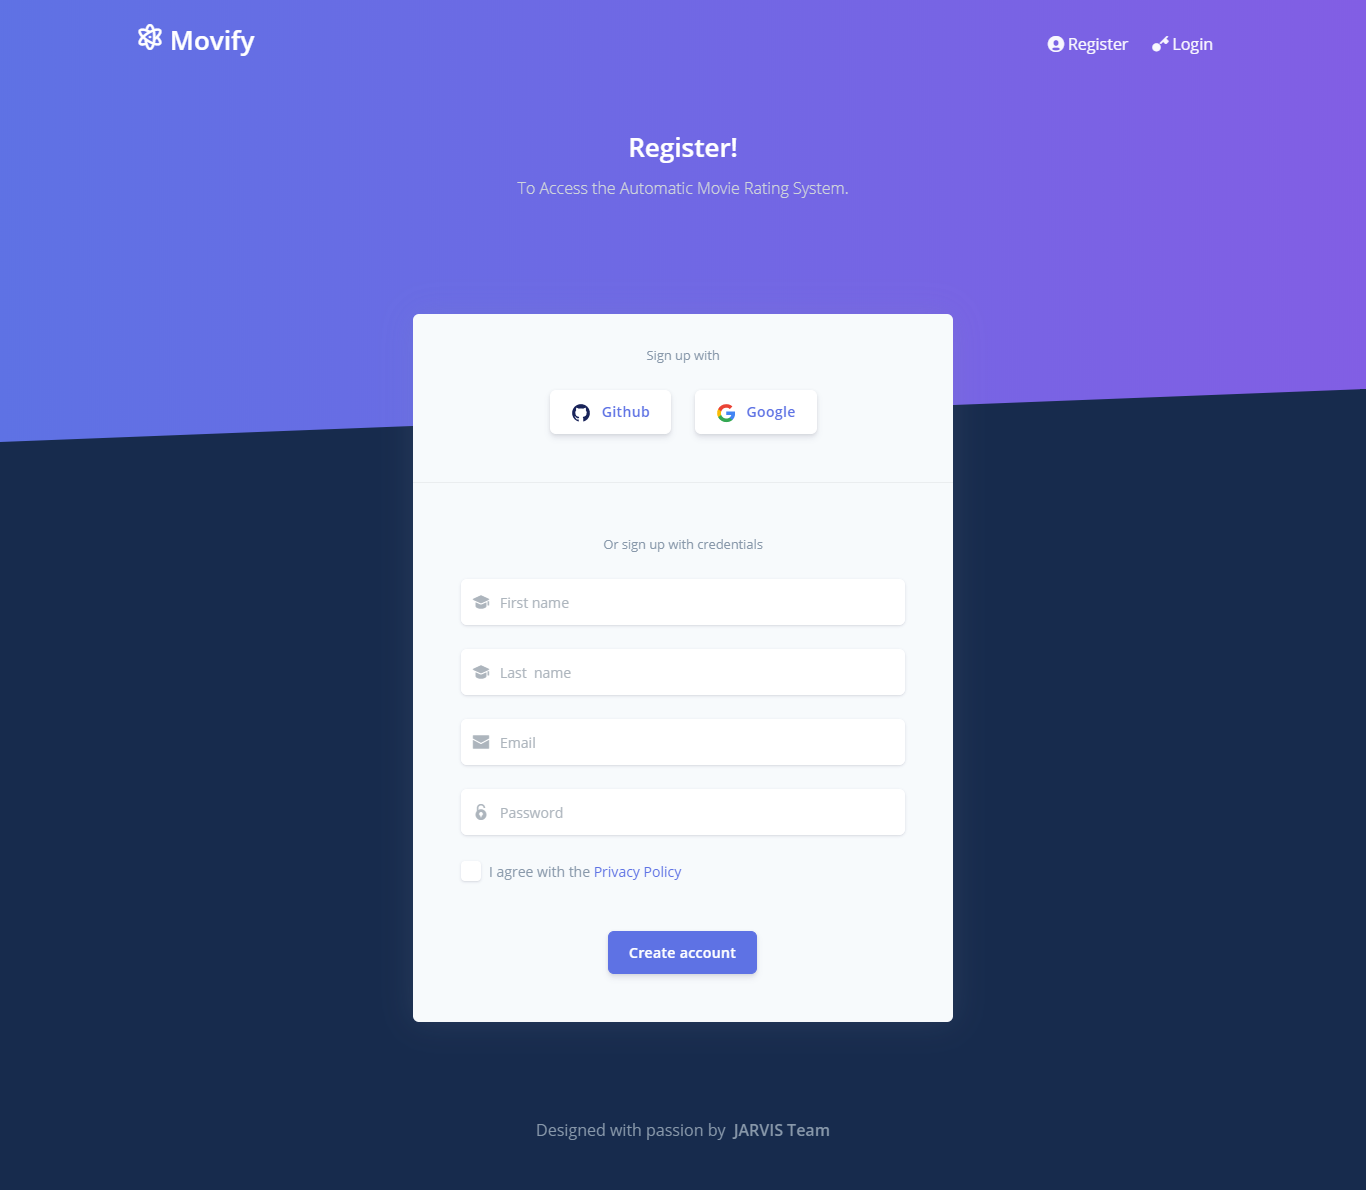 Movify
Register Login
Register!
To Access the Automatic Movie Rating System.
Sign up with
Github Google
Or sign up with credentials
First name
Last  name
Email
Password
I agree with the Privacy Policy
Create account
Designed with passion by  JARVIS Team